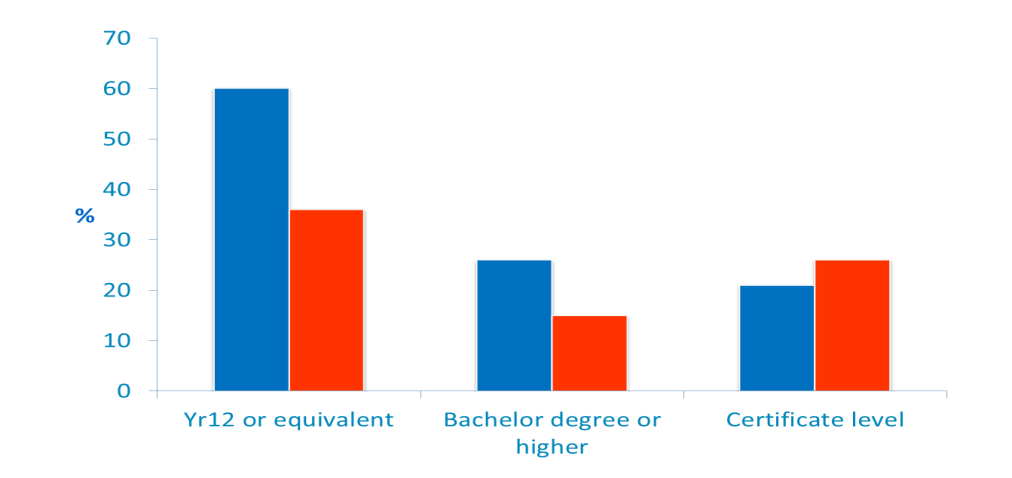 70
60
50
40
%
30
20
10
0
Yr12 or equivalent
Bachelor degree or
higher
Certificate level